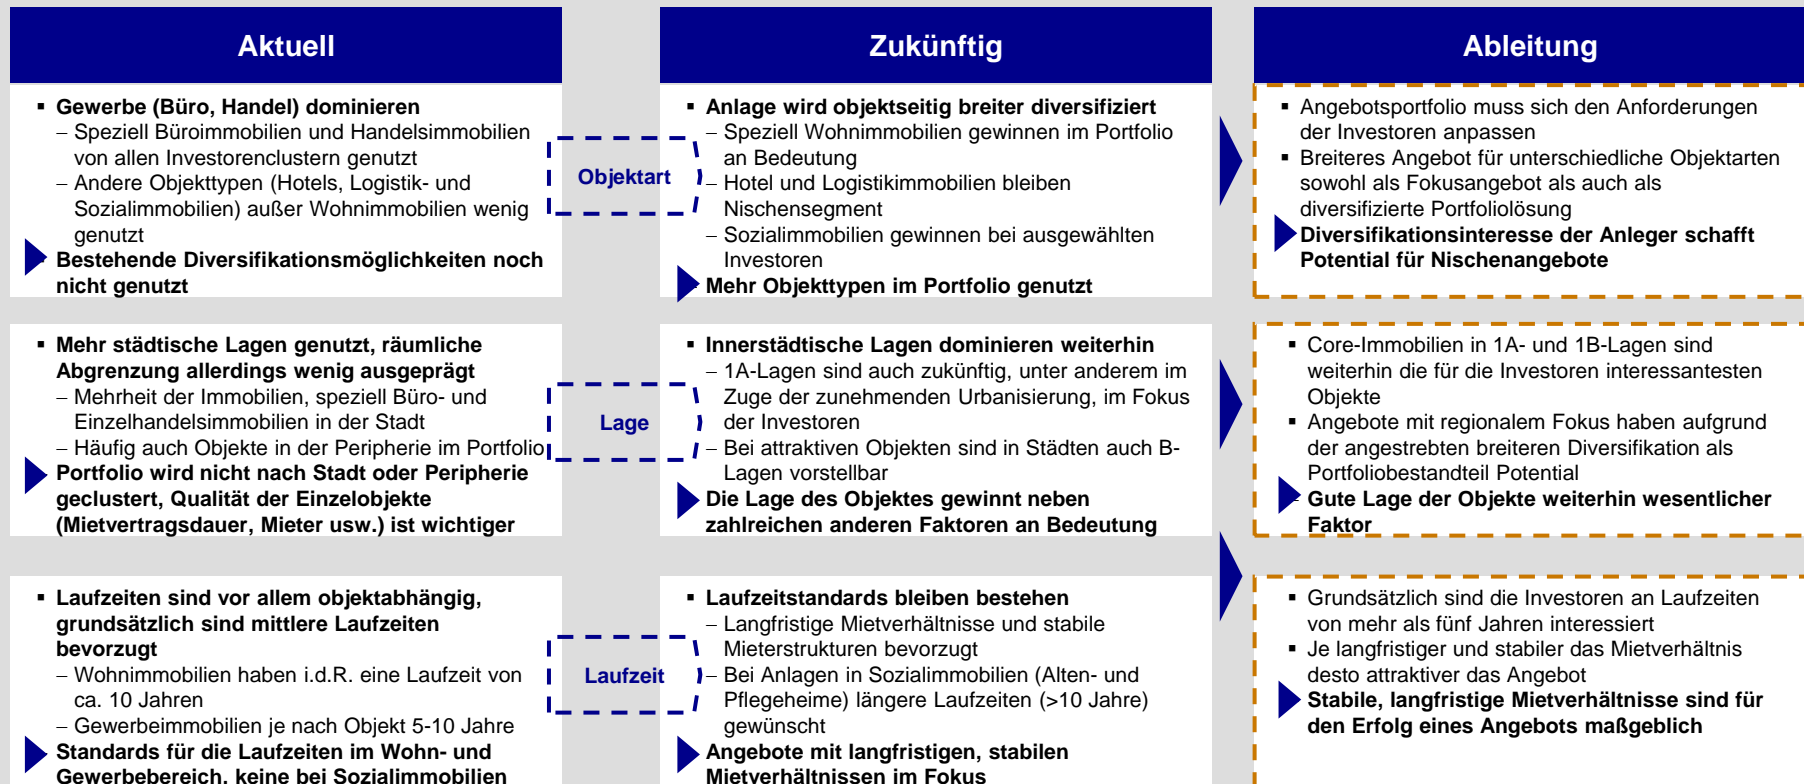 Aktuell
Zukünftig
Ableitung
▪ Gewerbe (Büro, Handel) dominieren
– Speziell Büroimmobilien und Handelsimmobilien
von allen Investorenclustern genutzt
– Andere Objekttypen (Hotels, Logistik- und
Sozialimmobilien) außer Wohnimmobilien wenig
genutzt
Bestehende Diversifikationsmöglichkeiten noch
nicht genutzt
Objektart
▪ Anlage wird objektseitig breiter diversifiziert
– Speziell Wohnimmobilien gewinnen im Portfolio
an Bedeutung
– Hotel und Logistikimmobilien bleiben
Nischensegment
– Sozialimmobilien gewinnen bei ausgewählten
Investoren
Mehr Objekttypen im Portfolio genutzt
▪ Angebotsportfolio muss sich den Anforderungen
der Investoren anpassen
▪ Breiteres Angebot für unterschiedliche Objektarten
sowohl als Fokusangebot als auch als
diversifizierte Portfoliolösung
Diversifikationsinteresse der Anleger schafft
Potential für Nischenangebote
▪ Mehr städtische Lagen genutzt, räumliche
Abgrenzung allerdings wenig ausgeprägt
– Mehrheit der Immobilien, speziell Büro- und
Einzelhandelsimmobilien in der Stadt
– Häufig auch Objekte in der Peripherie im Portfolio
Portfolio wird nicht nach Stadt oder Peripherie
geclustert, Qualität der Einzelobjekte
(Mietvertragsdauer, Mieter usw.) ist wichtiger
Lage
▪ Innerstädtische Lagen dominieren weiterhin
– 1A-Lagen sind auch zukünftig, unter anderem im
Zuge der zunehmenden Urbanisierung, im Fokus
der Investoren
– Bei attraktiven Objekten sind in Städten auch B-
Lagen vorstellbar
Die Lage des Objektes gewinnt neben
zahlreichen anderen Faktoren an Bedeutung
▪ Core-Immobilien in 1A- und 1B-Lagen sind
weiterhin die für die Investoren interessantesten
Objekte
▪ Angebote mit regionalem Fokus haben aufgrund
der angestrebten breiteren Diversifikation als
Portfoliobestandteil Potential
Gute Lage der Objekte weiterhin wesentlicher
Faktor
▪ Laufzeiten sind vor allem objektabhängig,
grundsätzlich sind mittlere Laufzeiten
bevorzugt
– Wohnimmobilien haben i.d.R. eine Laufzeit von
ca. 10 Jahren
– Gewerbeimmobilien je nach Objekt 5-10 Jahre
Standards für die Laufzeiten im Wohn- und
Gewerbebereich, keine bei Sozialimmobilien
Laufzeit
▪ Laufzeitstandards bleiben bestehen
– Langfristige Mietverhältnisse und stabile
Mieterstrukturen bevorzugt
– Bei Anlagen in Sozialimmobilien (Alten- und
Pflegeheime) längere Laufzeiten (>10 Jahre)
gewünscht
Angebote mit langfristigen, stabilen
Mietverhältnissen im Fokus
▪ Grundsätzlich sind die Investoren an Laufzeiten
von mehr als fünf Jahren interessiert
▪ Je langfristiger und stabiler das Mietverhältnis
desto attraktiver das Angebot
Stabile, langfristige Mietverhältnisse sind für
den Erfolg eines Angebots maßgeblich